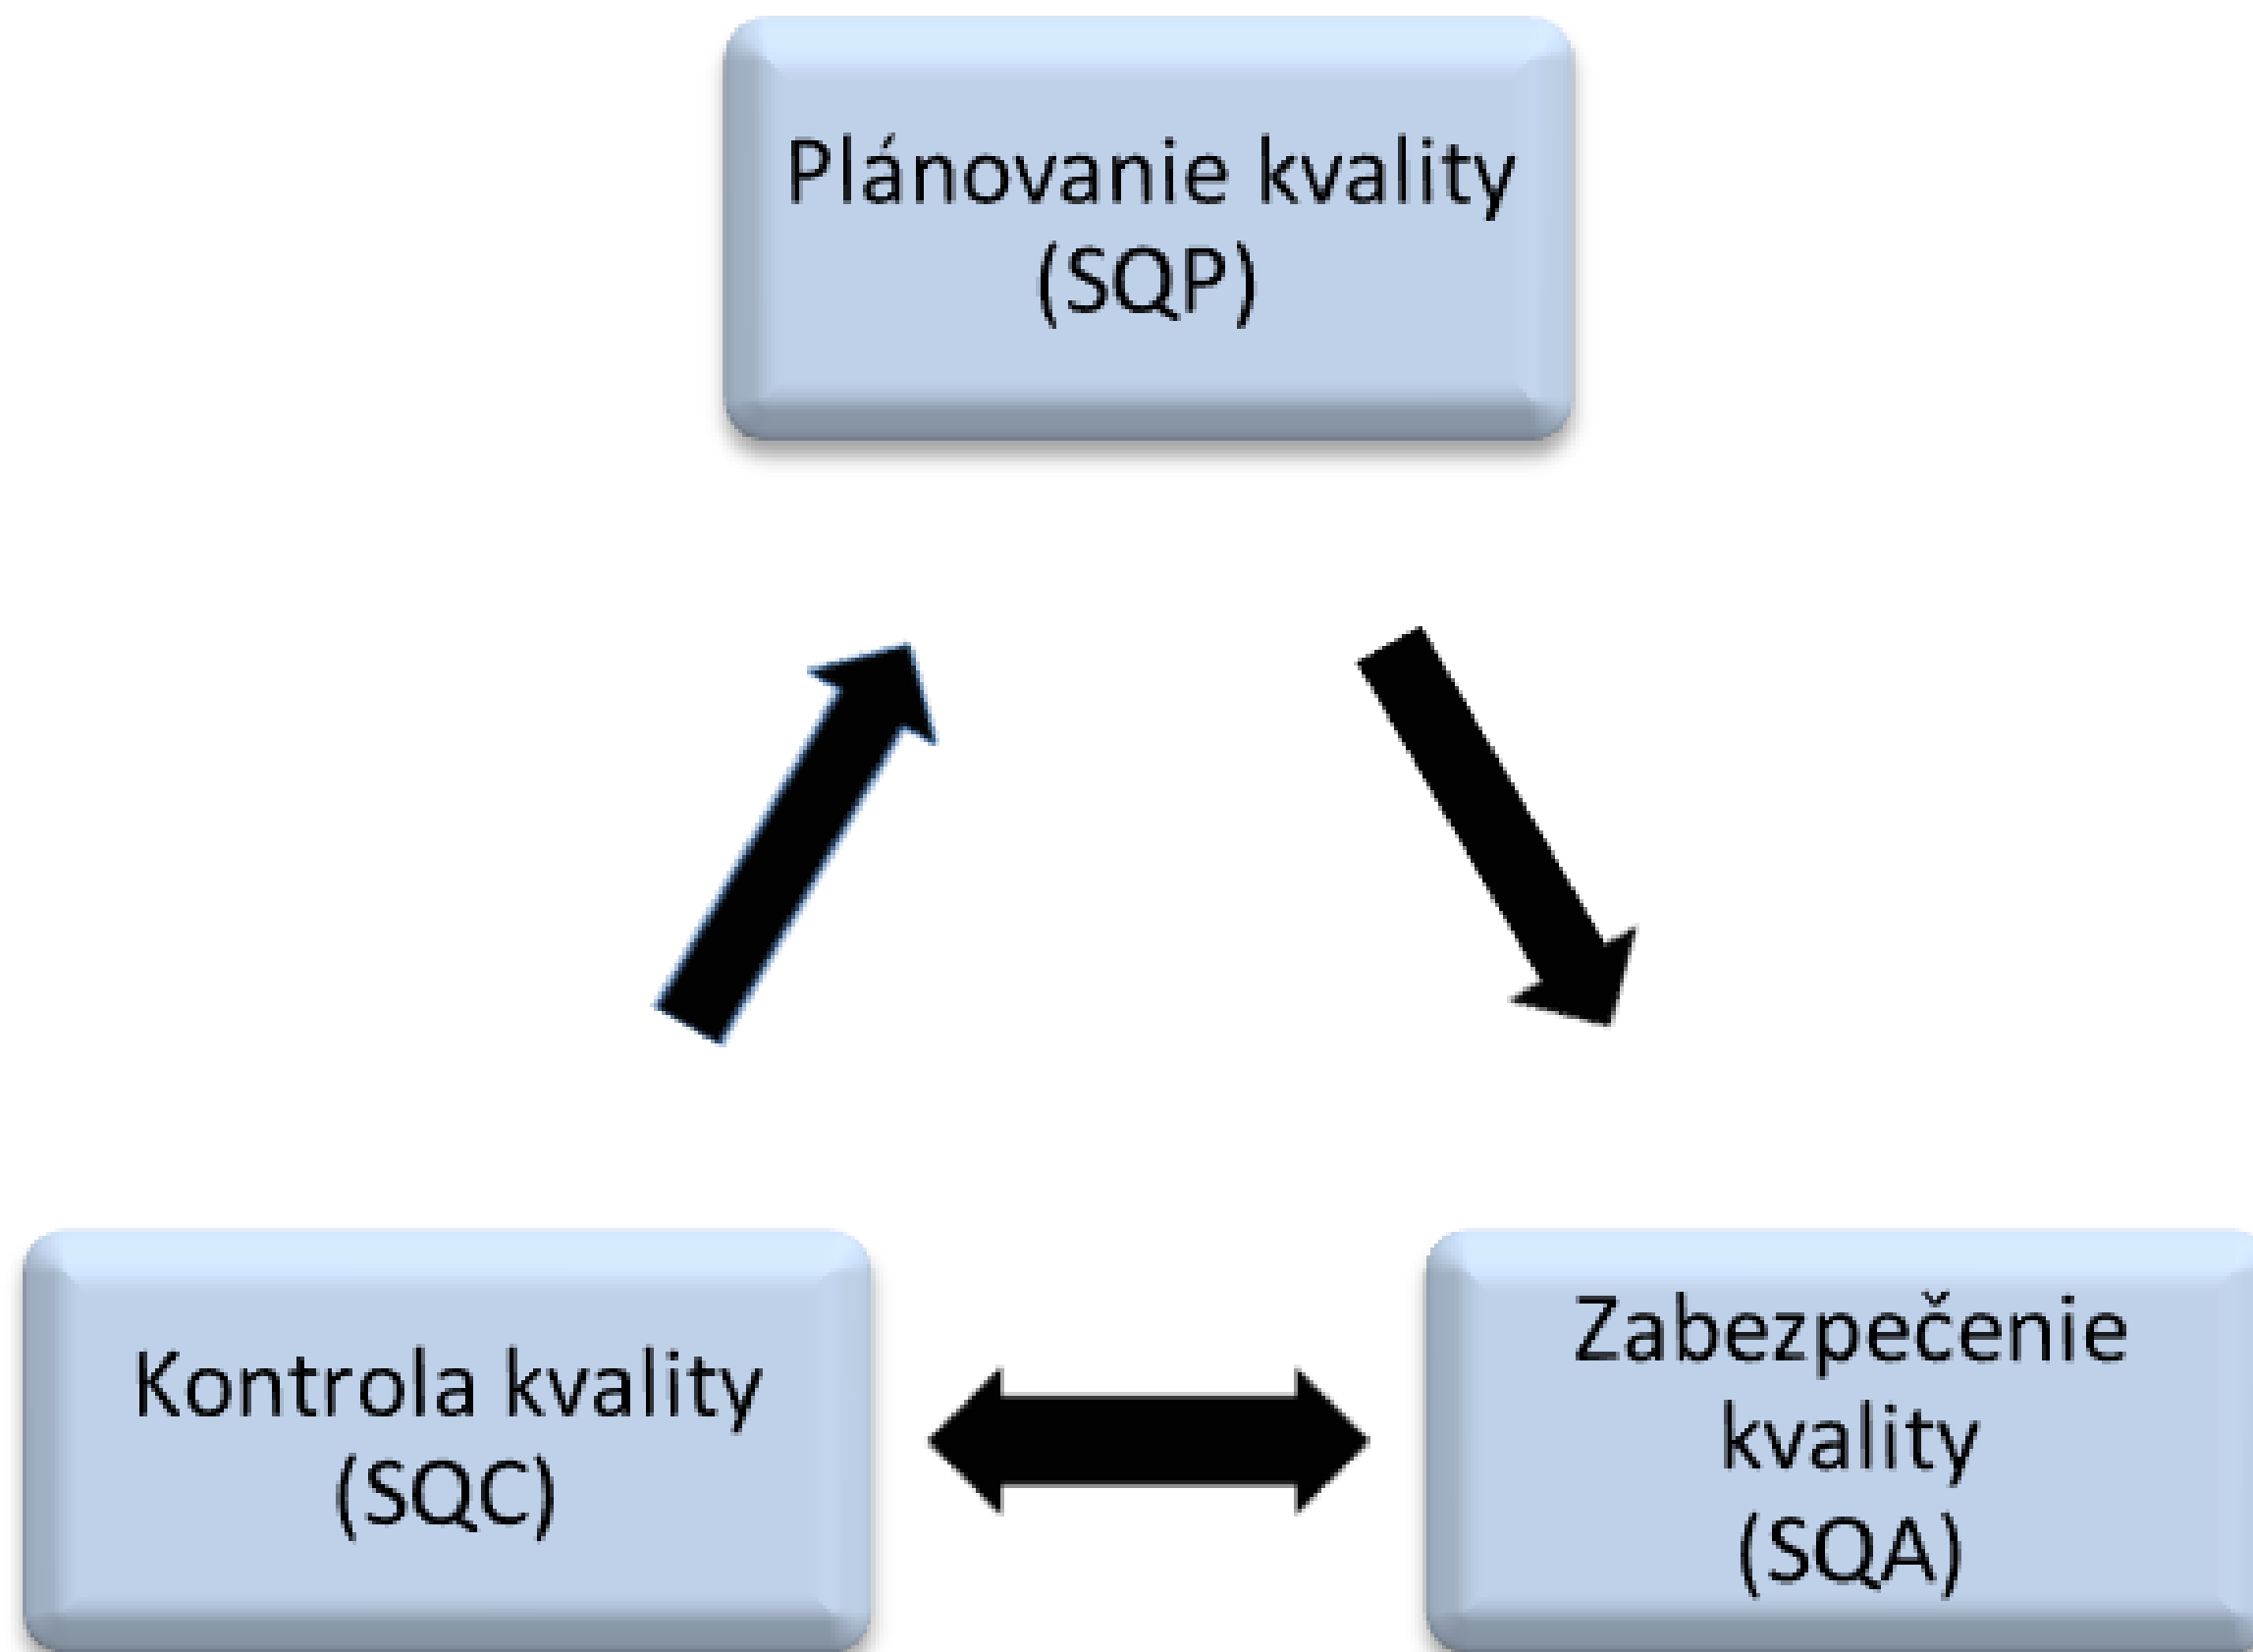 Plánovanie kvality
(SQP)
Kontrola kvality
(SQC)
Zabezpečenie
kvality
(SQA)